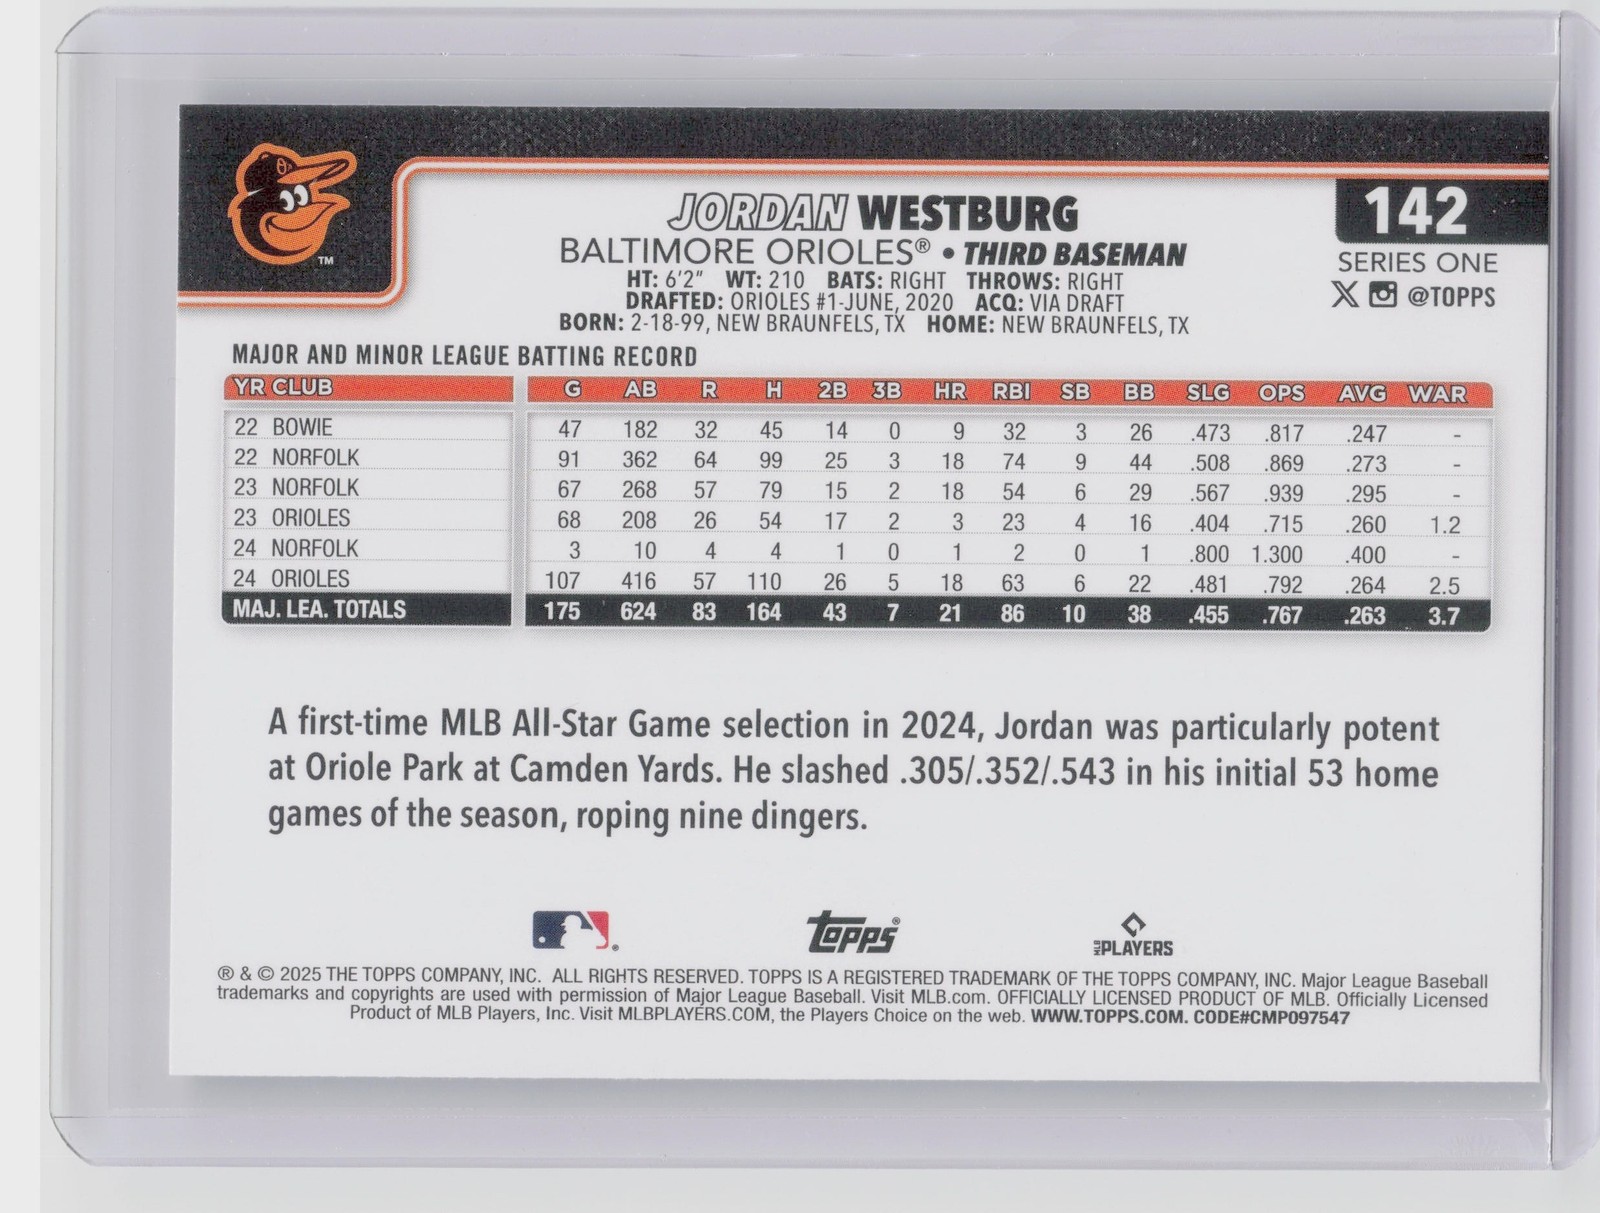 JORDAN WESTBURG
142
BALTIMORE ORIOLES® • THIRD BASEMAN
SERIES ONE
HT: 6'2" WT: 210 BATS: RIGHT THROWS: RIGHT
@TOPPS
DRAFTED: ORIOLES #1-JUNE, 2020 ACQ: VIA DRAFT
BORN: 2-18-99, NEW BRAUNFELS, TX HOME: NEW BRAUNFELS, TX
TM
MAJOR AND MINOR LEAGUE BATTING RECORD
YR CLUB G AB R H 2B 3B HR RBI SB BB SLG OPS AVG WAR
22 BOWIE 47 182 32 45 14 0 9 32 3 26 .473 .817 .247 -
22 NORFOLK 91 362 64 99 25 3 18 74 9 44 .508 .869 .273 -
23 NORFOLK 67 268 57 79 15 2 18 54 6 29 .567 .939 .295 -
23 ORIOLES 68 208 26 54 17 2 3 23 4 16 .404 .715 .260 1.2
24 NORFOLK 3 10 4 4 1 0 1 2 0 1 .800 1.300 .400 -
24 ORIOLES 107 416 57 110 26 5 18 63 6 22 .481 .792 .264 2.5
MAJ. LEA. TOTALS 175 624 83 164 43 7 21 86 10 38 .455 .767 .263 3.7
A first-time MLB All-Star Game selection in 2024, Jordan was particularly potent
at Oriole Park at Camden Yards. He slashed .305/.352/.543 in his initial 53 home
games of the season, roping nine dingers.
Topps®
MLB PLAYERS
® & © 2025 THE TOPPS COMPANY, INC. ALL RIGHTS RESERVED. TOPPS IS A REGISTERED TRADEMARK OF THE TOPPS COMPANY, INC. Major League Baseball
trademarks and copyrights are used with permission of Major League Baseball. Visit MLB.com. OFFICIALLY LICENSED PRODUCT OF MLB. Officially Licensed
Product of MLB Players, Inc. Visit MLBPLAYERS.COM, the Players Choice on the web. WWW.TOPPS.COM. CODE#CMP097547